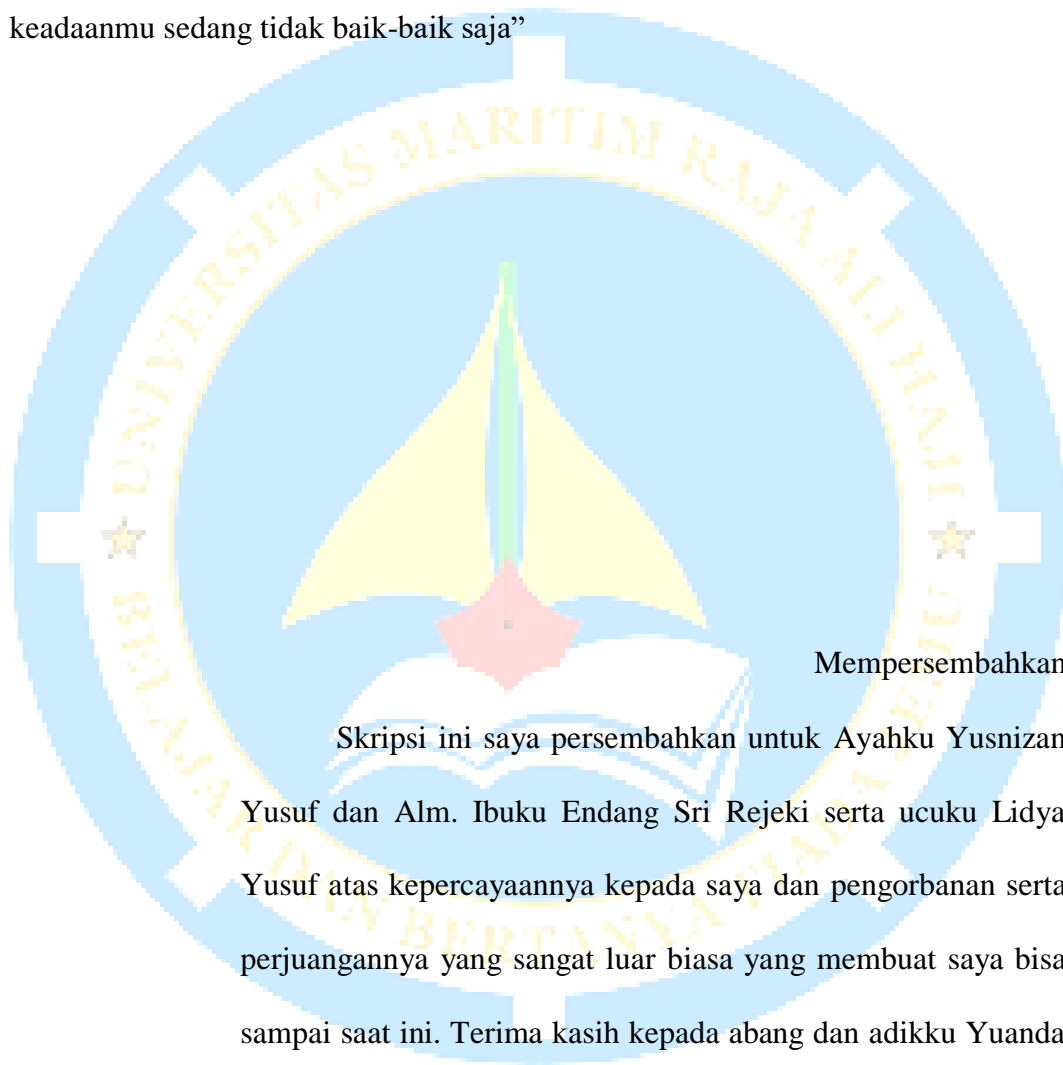 keadaanmu sedang tidak baik-baik saja”
UNIVERSITAS MARITIM RAJA ALI HAJI
Mempersembahkan
Skripsi ini saya persembahkan untuk Ayahku Yusnizan
Yusuf dan Alm. Ibuku Endang Sri Rejeki serta ucuku Lidya
Yusuf atas kepercayaannya kepada saya dan pengorbanan serta
perjuangannya yang sangat luar biasa yang membuat saya bisa
sampai saat ini. Terima kasih kepada abang dan adikku Yuanda
BERLAYAR DAN BERTANYA TIADA JEMU